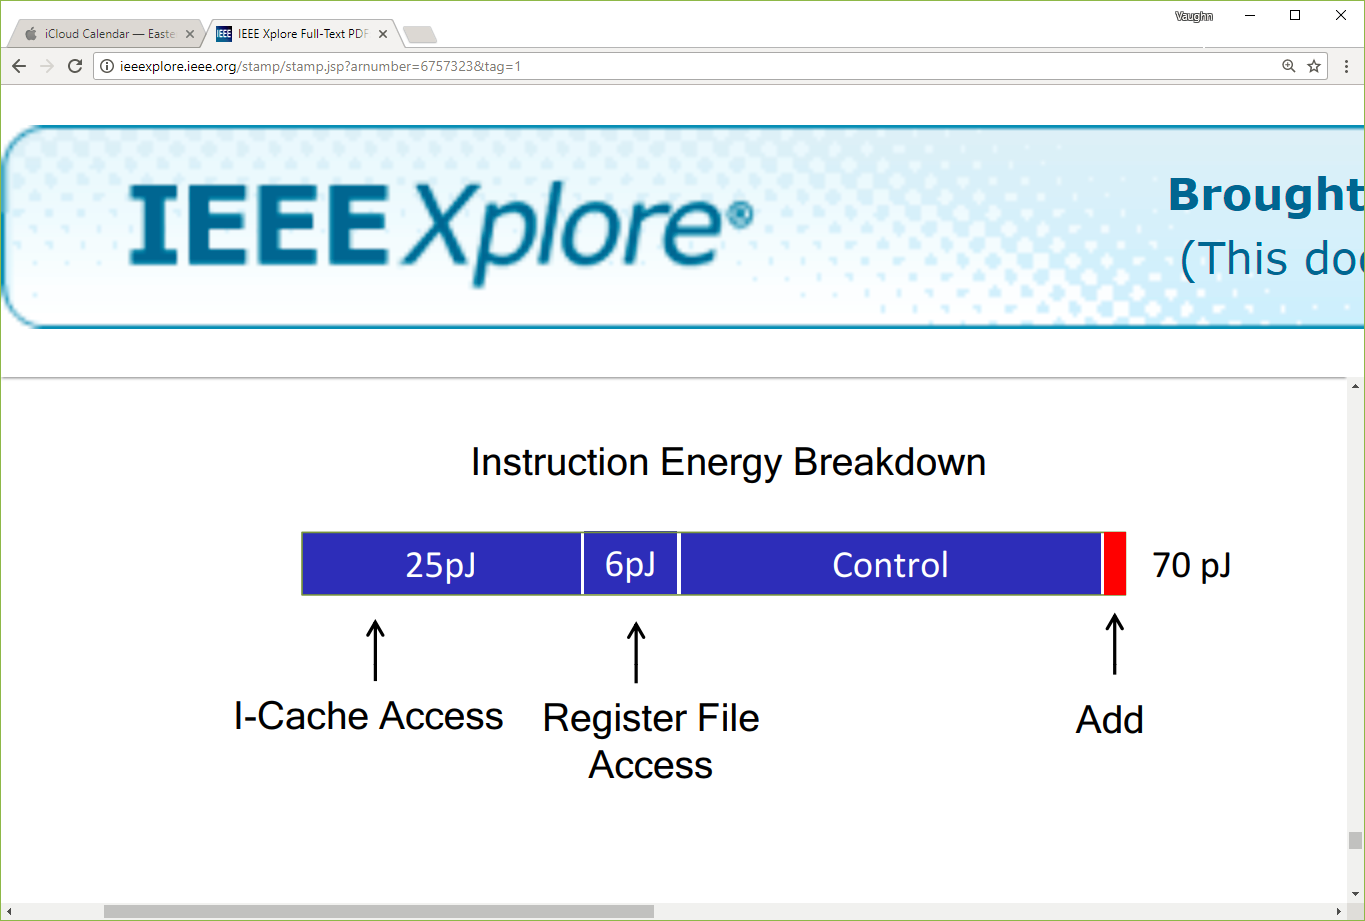 Vaughn
iCloud Calendar — Easte
IEEE Xplore Full-Text PDF
ieeexplore.ieee.org/stamp/stamp.jsp?arnumber=6757323&tag=1
IEEE Xplore®
Brought
(This doc
Instruction Energy Breakdown
25pJ 6pJ Control 70 pJ
I-Cache Access
Register File
Access
Add